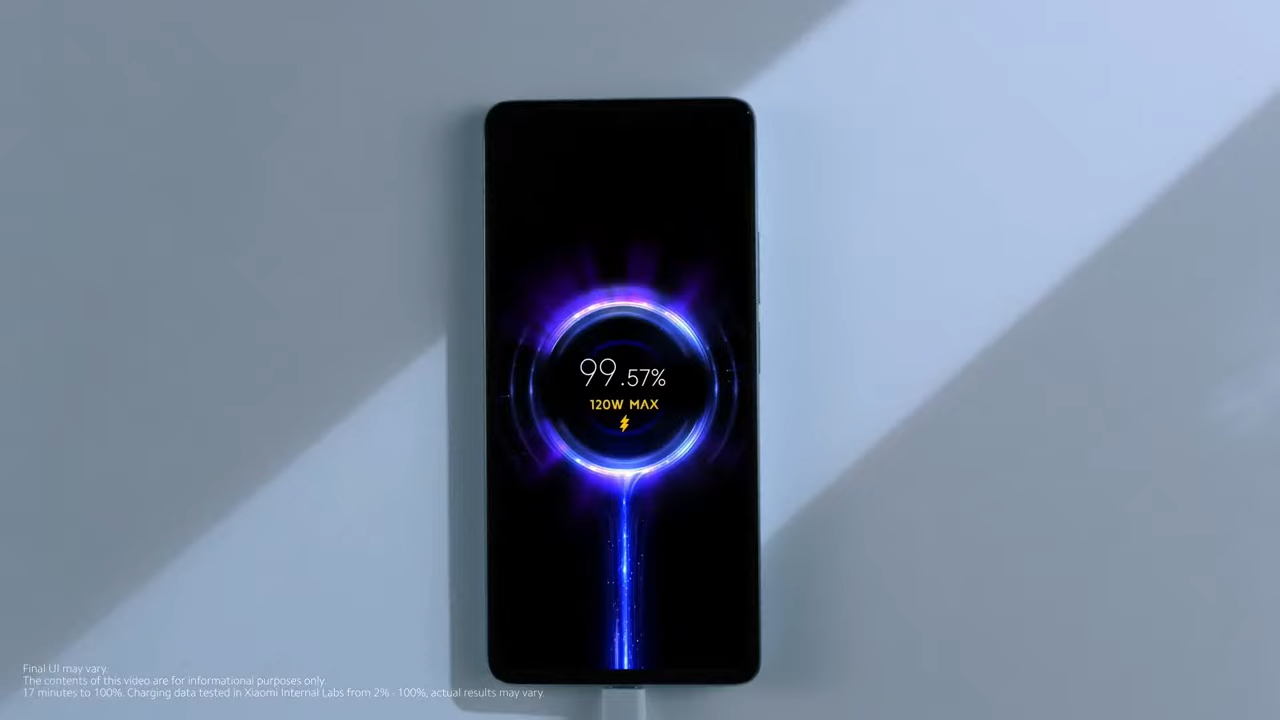 99.57%
120W MAX
Final UI may vary.
The contents of this video are for informational purposes only.
17 minutes to 100%. Charging data tested in Xiaomi Internal Labs from 2% - 100%, actual results may vary.